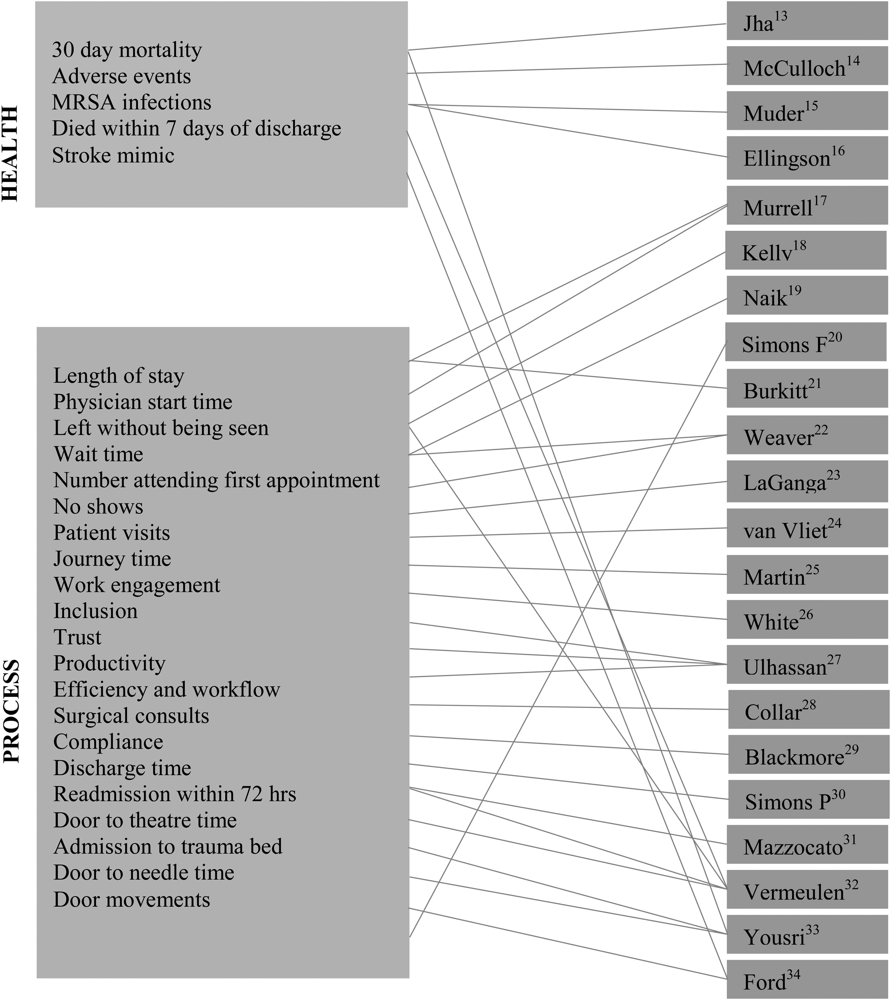 HEALTH
30 day mortality
Adverse events
MRSA infections
Died within 7 days of discharge
Stroke mimic
PROCESS
Length of stay
Physician start time
Left without being seen
Wait time
Number attending first appointment
No shows
Patient visits
Journey time
Work engagement
Inclusion
Trust
Productivity
Efficiency and workflow
Surgical consults
Compliance
Discharge time
Readmission within 72 hrs
Door to theatre time
Admission to trauma bed
Door to needle time
Door movements
Jha13
McCulloch14
Muder15
Ellingson16
Murrell17
Kellv18
Naik19
Simons F20
Burkitt21
Weaver22
LaGanga23
van Vliet24
Martin25
White26
Ulhassan27
Collar28
Blackmore29
Simons P30
Mazzocato31
Vermeulen32
Yousri33
Ford34